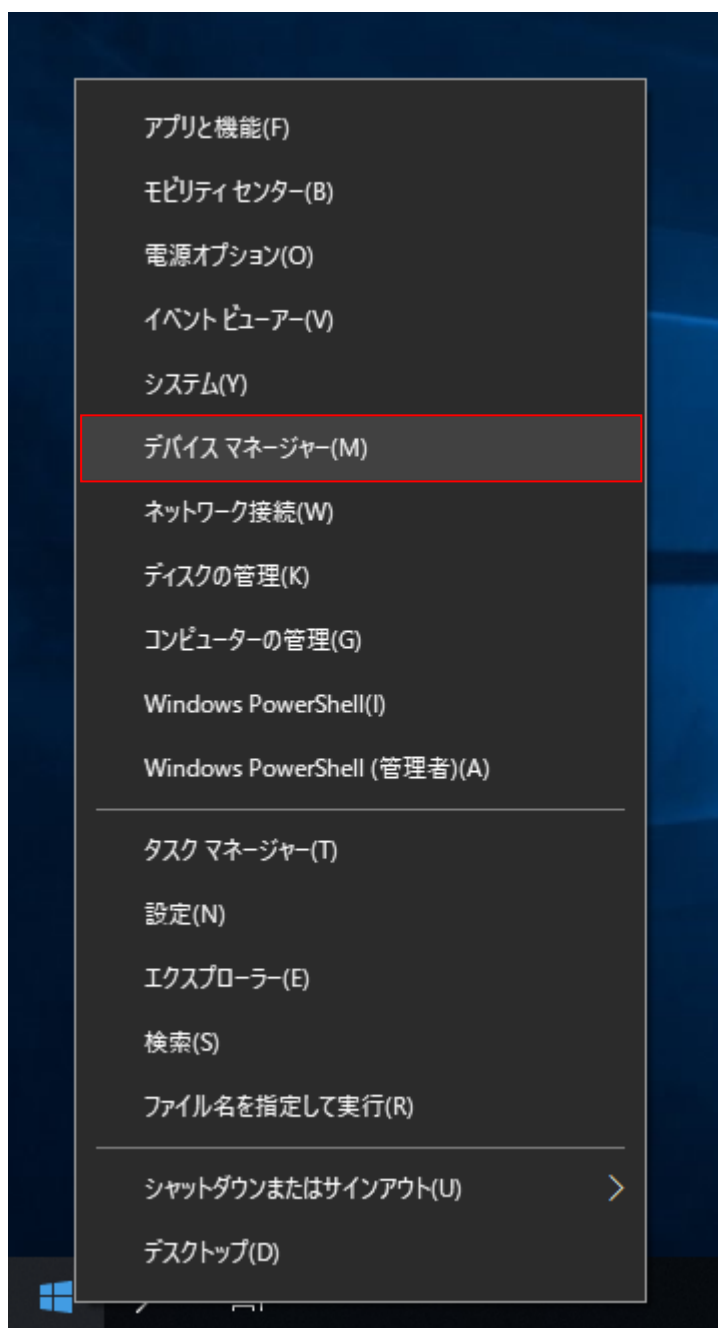 アプリと機能(F)
モビリティ センター(B)
電源オプション(O)
イベント ビューアー(V)
システム(Y)
デバイス マネージャー(M)
ネットワーク接続(W)
ディスクの管理(K)
コンピューターの管理(G)
Windows PowerShell(I)
Windows PowerShell (管理者)(A)
タスク マネージャー(T)
設定(N)
エクスプローラー(E)
検索(S)
ファイル名を指定して実行(R)
シャットダウンまたはサインアウト(U)
デスクトップ(D)